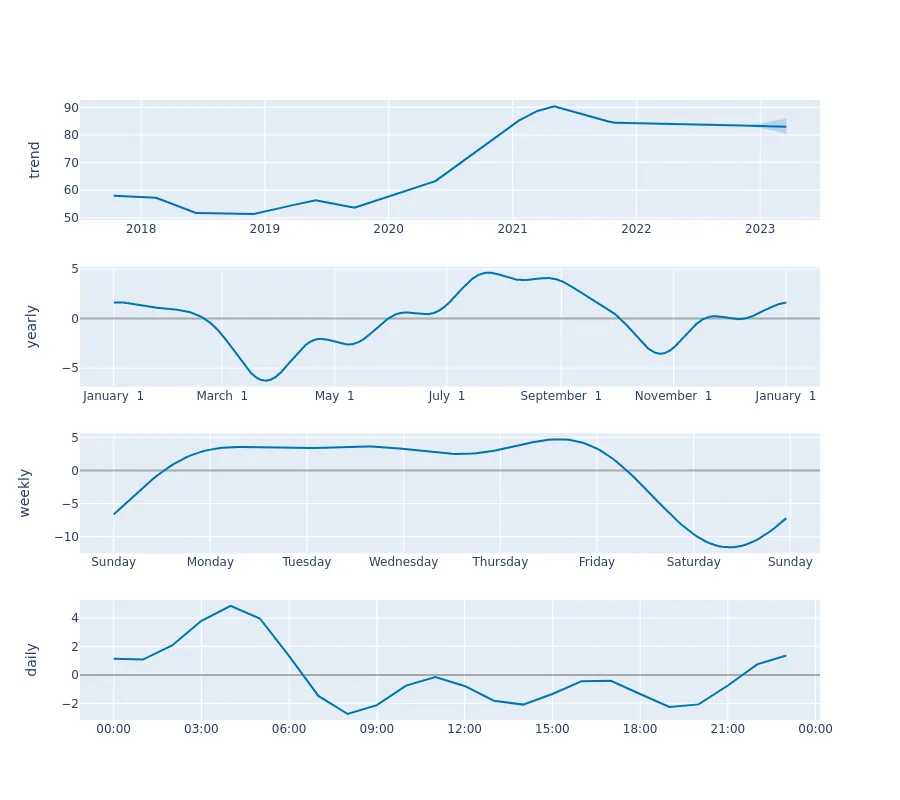 trend
90
80
70
60
50
2018 2019 2020 2021 2022 2023
yearly
5
0
−5
January 1 March 1 May 1 July 1 September 1 November 1 January 1
weekly
5
0
−5
−10
Sunday Monday Tuesday Wednesday Thursday Friday Saturday Sunday
daily
4
2
0
−2
00:00 03:00 06:00 09:00 12:00 15:00 18:00 21:00 00:00